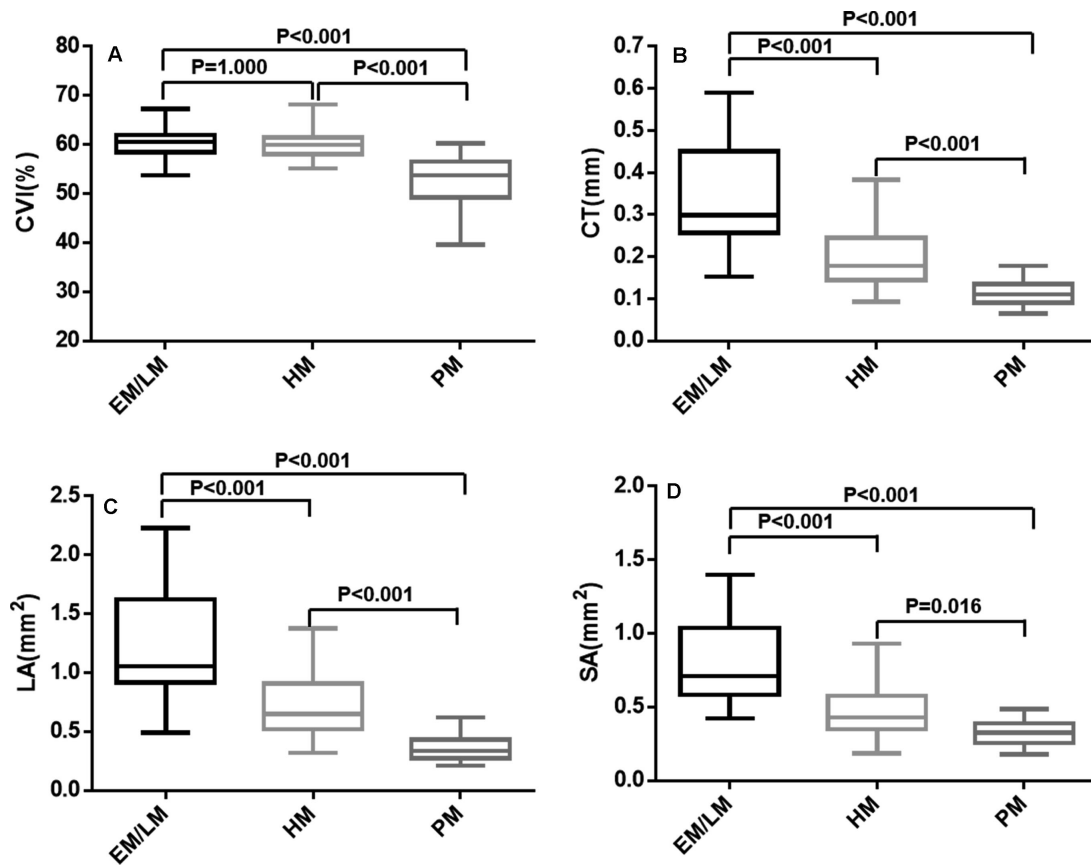 A
P<0.001
P=1.000
P<0.001
80
70
60
50
40
30
20
CVI(%)
EM/LM
HM
PM
B
P<0.001
P<0.001
P<0.001
0.7
0.6
0.5
0.4
0.3
0.2
0.1
0.0
CT(mm)
EM/LM
HM
PM
C
P<0.001
P<0.001
P<0.001
2.5
2.0
1.5
1.0
0.5
0.0
LA(mm²)
EM/LM
HM
PM
D
P<0.001
P<0.001
P=0.016
2.0
1.5
1.0
0.5
0.0
SA(mm²)
EM/LM
HM
PM